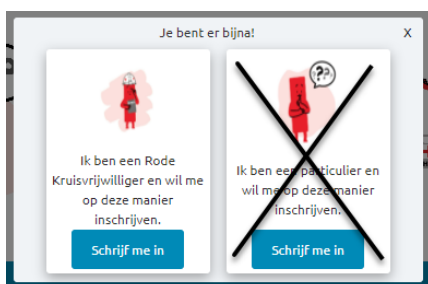 Je bent er bijna!
X
Ik ben een Rode
Kruisvrijwilliger en wil me
op deze manier
inschrijven.
Schrijf me in
??
Ik ben een particulier en
wil me op deze manier
inschrijven.
Schrijf me in